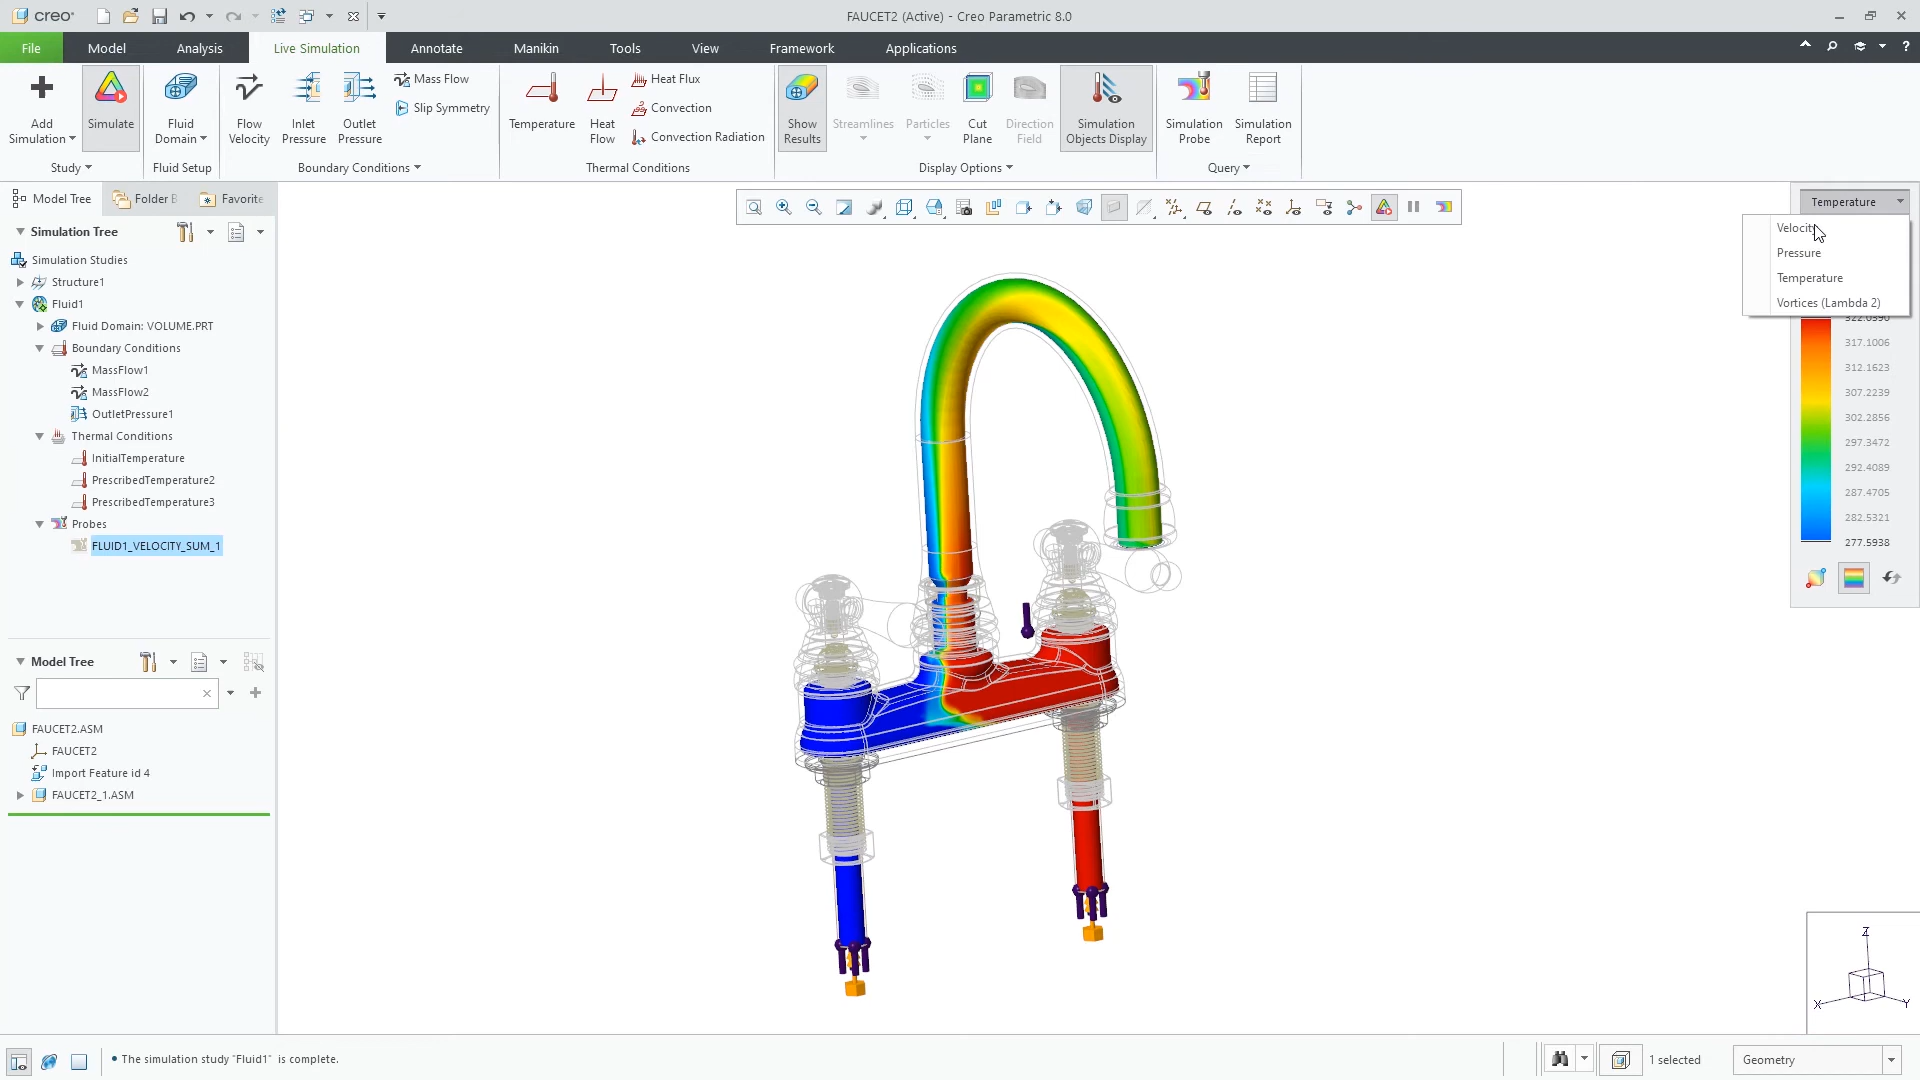 creo
FAUCET2 (Active) - Creo Parametric 8.0
File
Model
Analysis
Live Simulation
Annotate
Manikin
Tools
View
Framework
Applications
Add
Simulation
Simulate
Fluid
Domain
Flow
Velocity
Inlet
Pressure
Outlet
Pressure
Mass Flow
Slip Symmetry
Temperature
Heat
Flow
Heat Flux
Convection
Convection Radiation
Show
Results
Streamlines
Particles
Cut
Plane
Direction
Field
Simulation
Objects Display
Simulation
Probe
Simulation
Report
Study
Fluid Setup
Boundary Conditions
Thermal Conditions
Display Options
Query
Model Tree
Folder B
Favorite
Simulation Tree
Simulation Studies
Structure1
Fluid1
Fluid Domain: VOLUME.PRT
Boundary Conditions
MassFlow1
MassFlow2
OutletPressure1
Thermal Conditions
InitialTemperature
PrescribedTemperature2
PrescribedTemperature3
Probes
FLUID1_VELOCITY_SUM_1
Model Tree
FAUCET2.ASM
FAUCET2
Import Feature id 4
FAUCET2_1.ASM
Temperature
Velocity
Pressure
Temperature
Vortices (Lambda 2)
322.0390
317.1006
312.1623
307.2239
302.2856
297.3472
292.4089
287.4705
282.5321
277.5938
Z
X
Y
The simulation study "Fluid1" is complete.
1 selected
Geometry